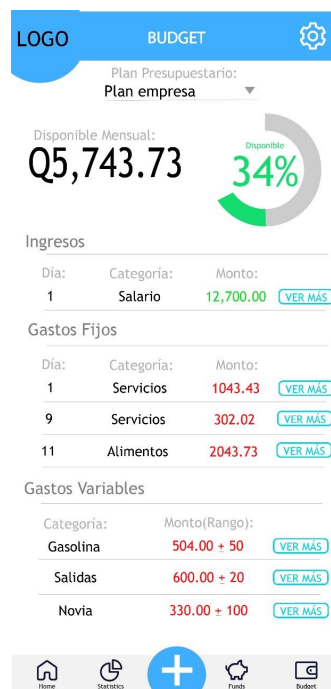 LOGO BUDGET
Plan Presupuestario:
Plan empresa
Disponible Mensual:
Q5,743.73
Disponible
34%
Ingresos
Día: Categoría: Monto:
1 Salario 12,700.00 VER MÁS
Gastos Fijos
Día: Categoría: Monto:
1 Servicios 1043.43 VER MÁS
9 Servicios 302.02 VER MÁS
11 Alimentos 2043.73 VER MÁS
Gastos Variables
Categoría: Monto(Rango):
Gasolina 504.00 ± 50 VER MÁS
Salidas 600.00 ± 20 VER MÁS
Novia 330.00 ± 100 VER MÁS
Home Statistics Funds Budget